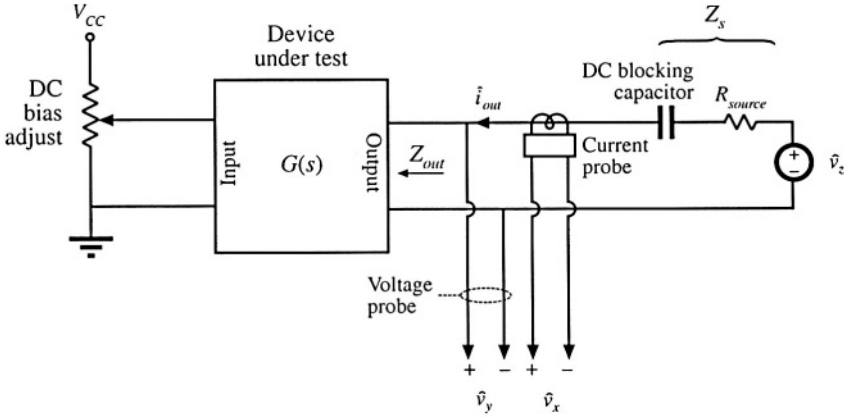 V_CC
DC
bias
adjust
Device
under test
Input
G(s)
Output
Z_out
î_out
Current
probe
DC blocking
capacitor
Z_s
R_source
+
−
v̂_z
Voltage
probe
+ − + −
v̂_y v̂_x